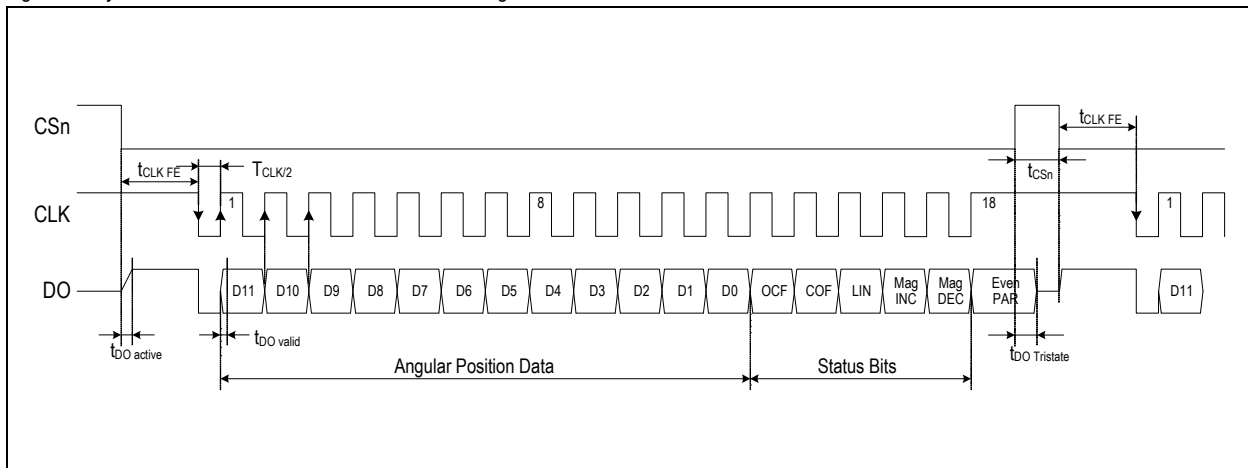 CSn
tCLK FE
tCSn
tCLK FE
TCLK/2
CLK
1
8
18
1
DO
D11
D10
D9
D8
D7
D6
D5
D4
D3
D2
D1
D0
OCF
COF
LIN
Mag
INC
Mag
DEC
Even
PAR
D11
tDO active
tDO valid
tDO Tristate
Angular Position Data
Status Bits